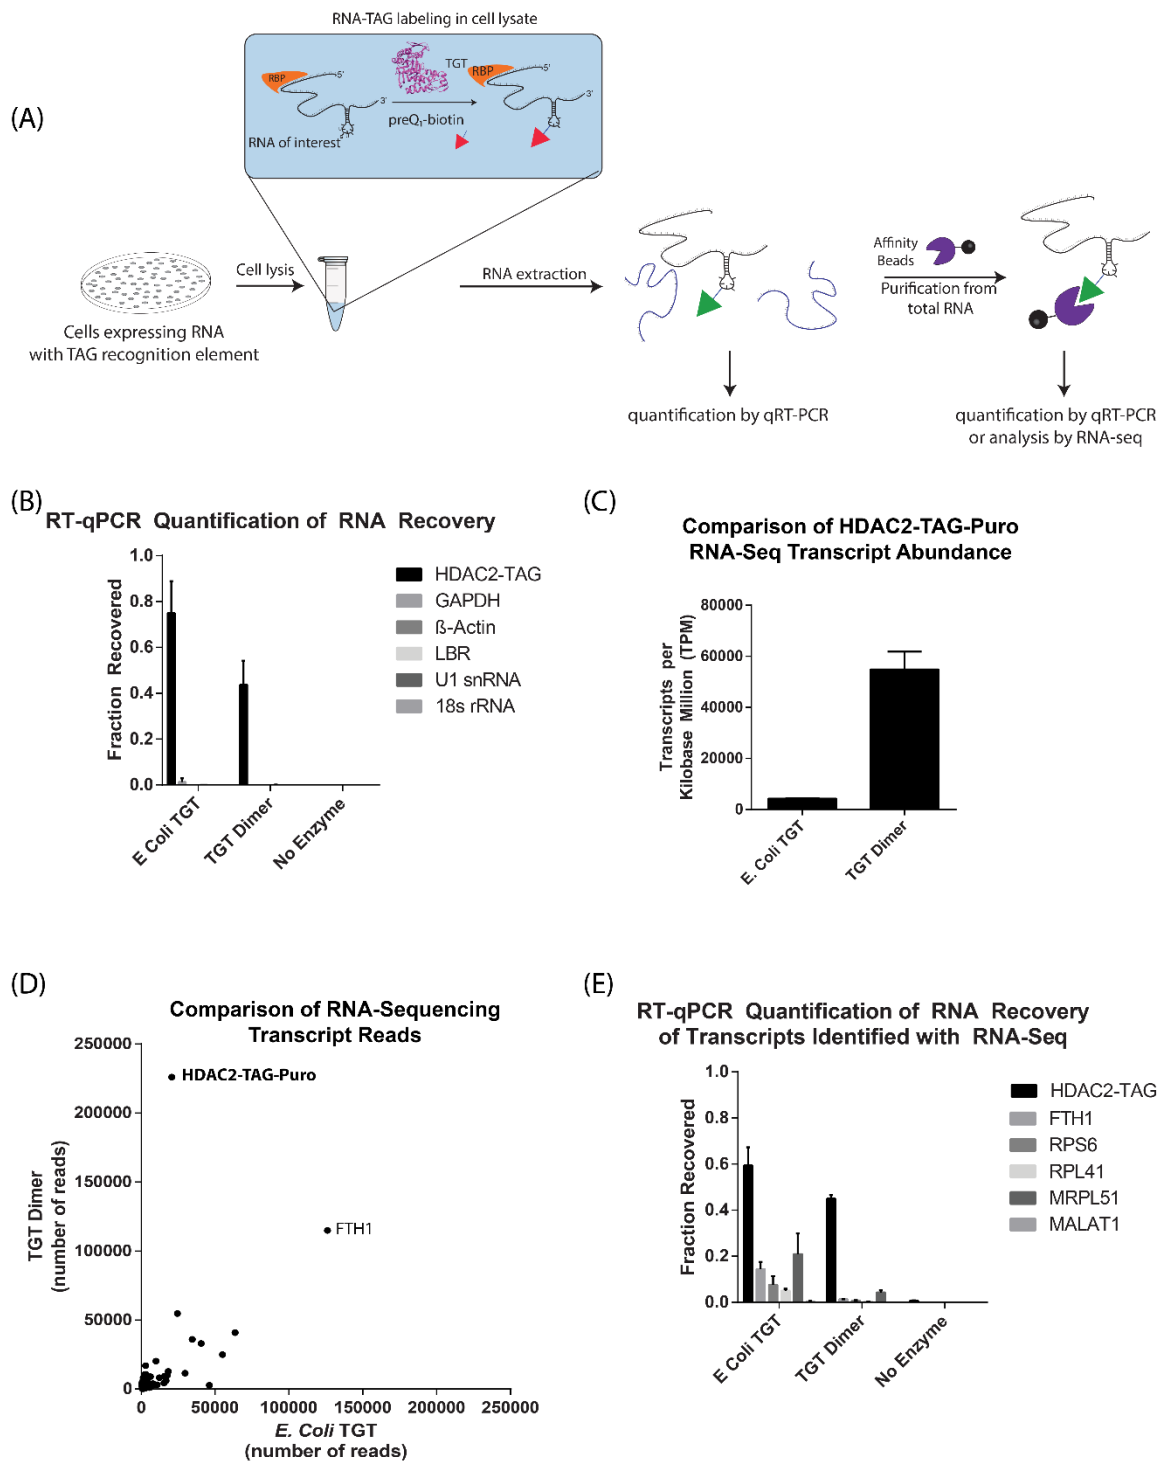 RNA-TAG labeling in cell lysate
(A)
RBP
5'
TGT
RBP
5'
3'
3'
preQ₁-biotin
RNA of interest
Cell lysis
RNA extraction
Affinity
Beads
Purification from
total RNA
Cells expressing RNA
with TAG recognition element
quantification by qRT-PCR
quantification by qRT-PCR
or analysis by RNA-seq
(B)
RT-qPCR Quantification of RNA Recovery
Fraction Recovered
1.0
0.8
0.6
0.4
0.2
0.0
E Coli TGT
TGT Dimer
No Enzyme
HDAC2-TAG
GAPDH
ß-Actin
LBR
U1 snRNA
18s rRNA
(C)
Comparison of HDAC2-TAG-Puro
RNA-Seq Transcript Abundance
Transcripts per
Kilobase Million (TPM)
80000
60000
40000
20000
0
E. Coli TGT
TGT Dimer
(D)
Comparison of RNA-Sequencing
Transcript Reads
TGT Dimer
(number of reads)
250000
200000
150000
100000
50000
0
HDAC2-TAG-Puro
FTH1
0
50000
100000
150000
200000
250000
E. Coli TGT
(number of reads)
(E)
RT-qPCR Quantification of RNA Recovery
of Transcripts Identified with RNA-Seq
Fraction Recovered
1.0
0.8
0.6
0.4
0.2
0.0
E Coli TGT
TGT Dimer
No Enzyme
HDAC2-TAG
FTH1
RPS6
RPL41
MRPL51
MALAT1